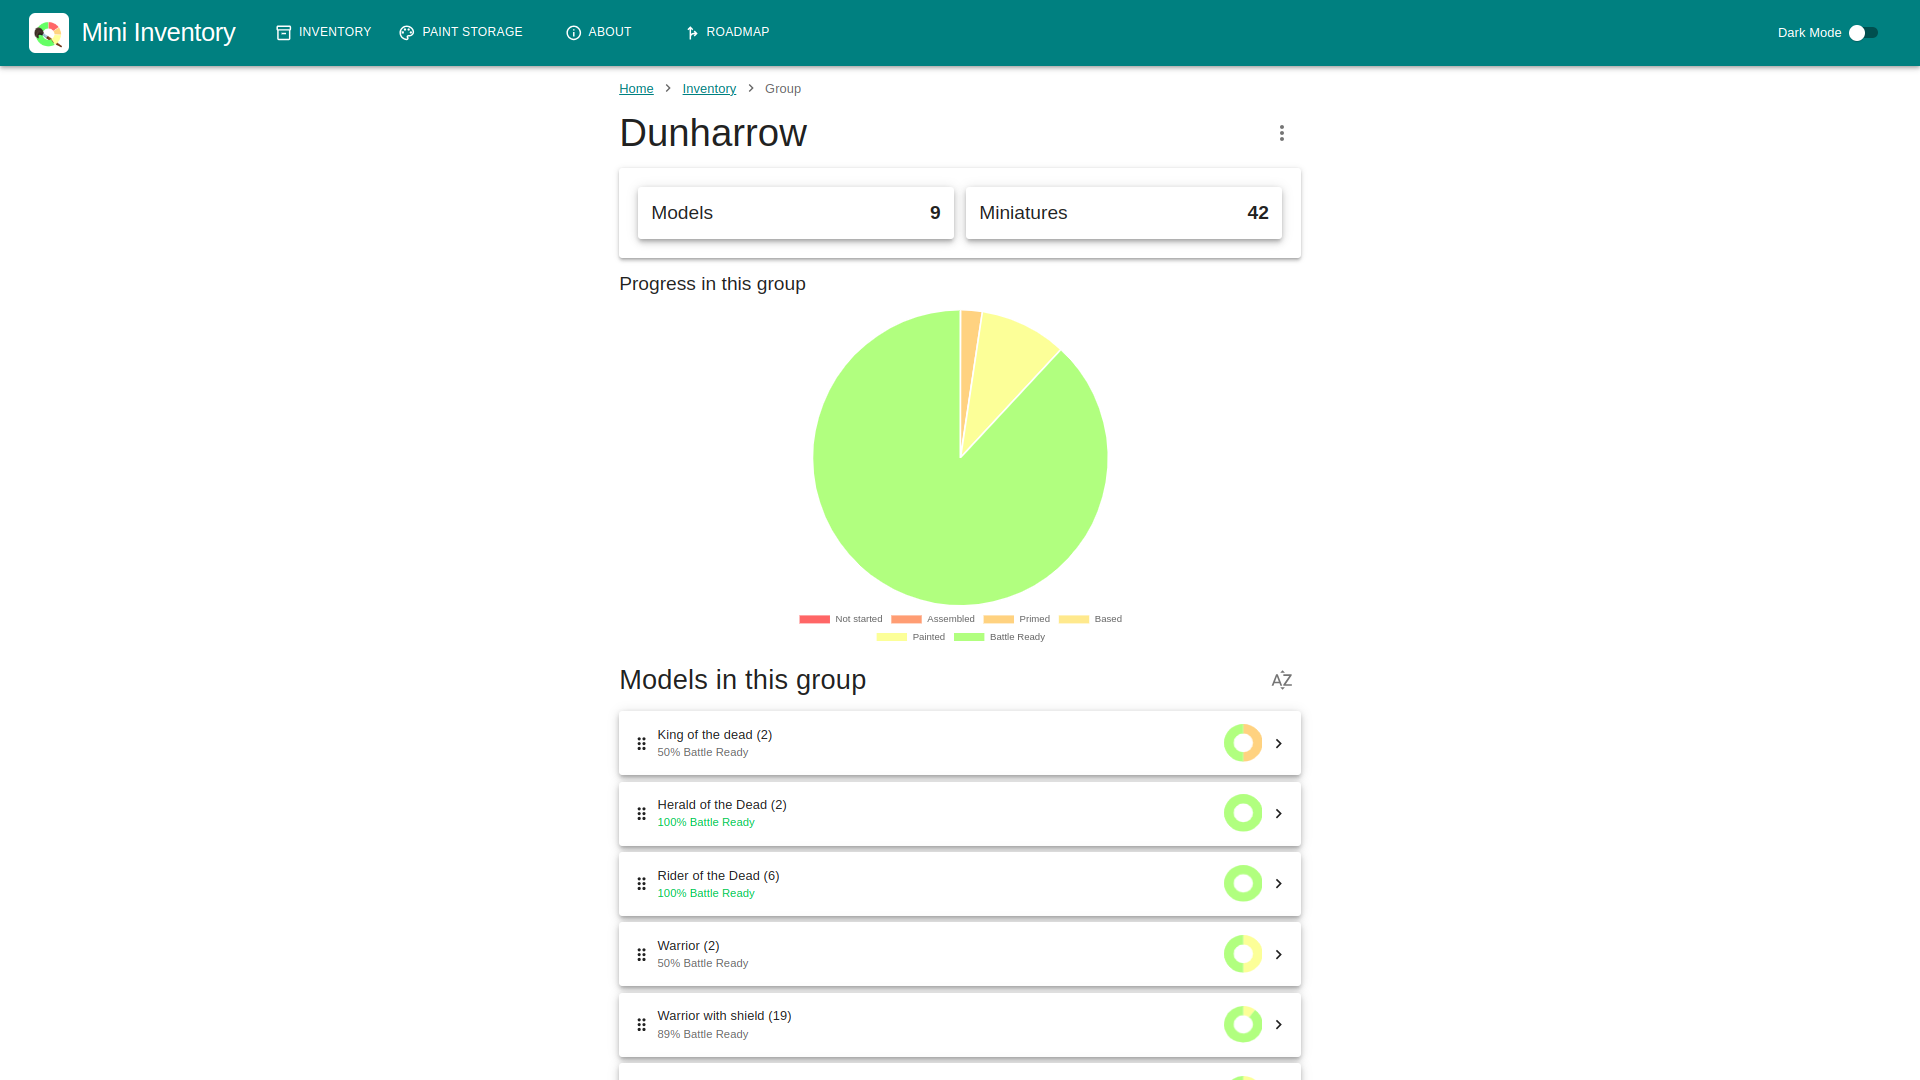 Mini Inventory
INVENTORY
PAINT STORAGE
ABOUT
ROADMAP
Dark Mode
Home
Inventory
Group
Dunharrow
Models
9
Miniatures
42
Progress in this group
Not started
Assembled
Primed
Based
Painted
Battle Ready
Models in this group
AZ
King of the dead (2)
50% Battle Ready
Herald of the Dead (2)
100% Battle Ready
Rider of the Dead (6)
100% Battle Ready
Warrior (2)
50% Battle Ready
Warrior with shield (19)
89% Battle Ready